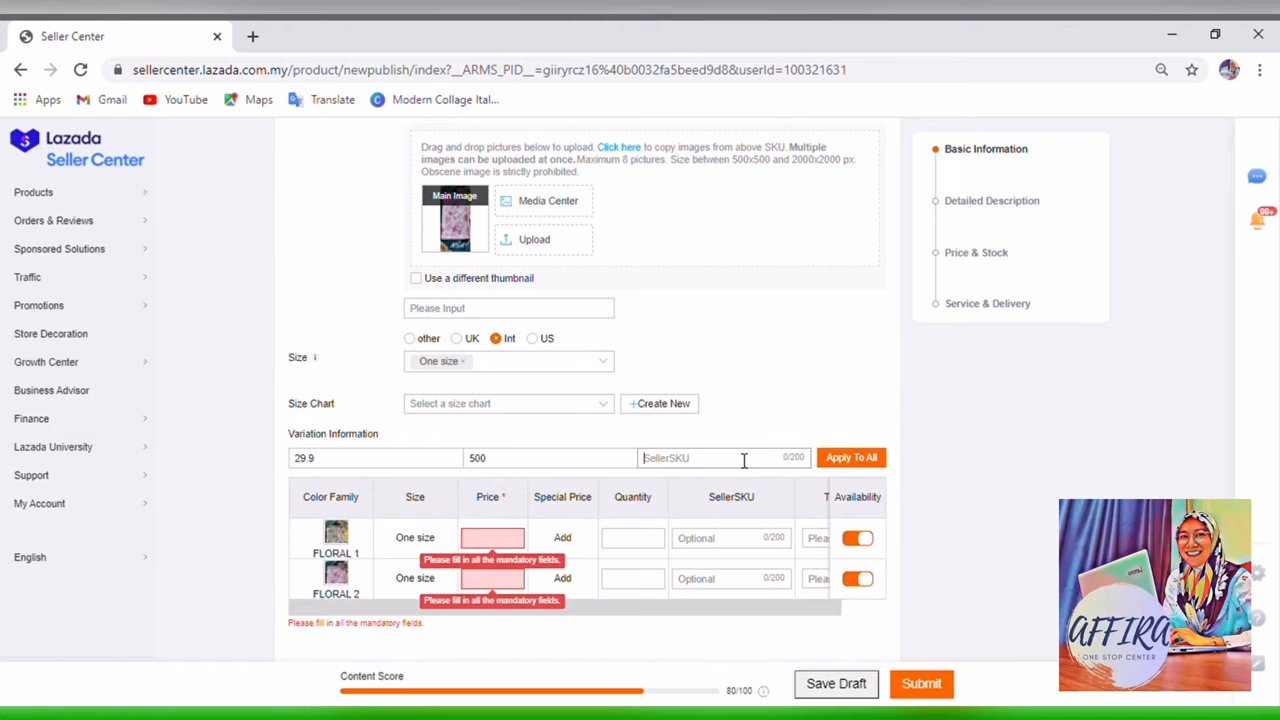 Seller Center
sellercenter.lazada.com.my/product/newpublish/index?__ARMS_PID__=giiryrcz16%40b0032fa5beed9d8&userId=100321631
Apps
Gmail
YouTube
Maps
Translate
Modern Collage Ital...
Lazada
Seller Center
Products
Orders & Reviews
Sponsored Solutions
Traffic
Promotions
Store Decoration
Growth Center
Business Advisor
Finance
Lazada University
Support
My Account
English
Drag and drop pictures below to upload. Click here to copy images from above SKU. Multiple
images can be uploaded at once. Maximum 8 pictures. Size between 500x500 and 2000x2000 px.
Obscene image is strictly prohibited.
Main Image
Media Center
Upload
Use a different thumbnail
Please Input
other UK Int US
Size
One size ×
Size Chart
Select a size chart
+Create New
Variation Information
29.9
500
SellerSKU
0/200
Apply To All
Color Family Size Price * Special Price Quantity SellerSKU T Availability
FLORAL 1
One size
Add
Optional 0/200
Plea
Please fill in all the mandatory fields.
FLORAL 2
One size
Add
Optional 0/200
Plea
Please fill in all the mandatory fields.
Please fill in all the mandatory fields.
Content Score
80/100
Save Draft
Submit
Basic Information
Detailed Description
Price & Stock
Service & Delivery
99+
AFFIRA
ONE STOP CENTER